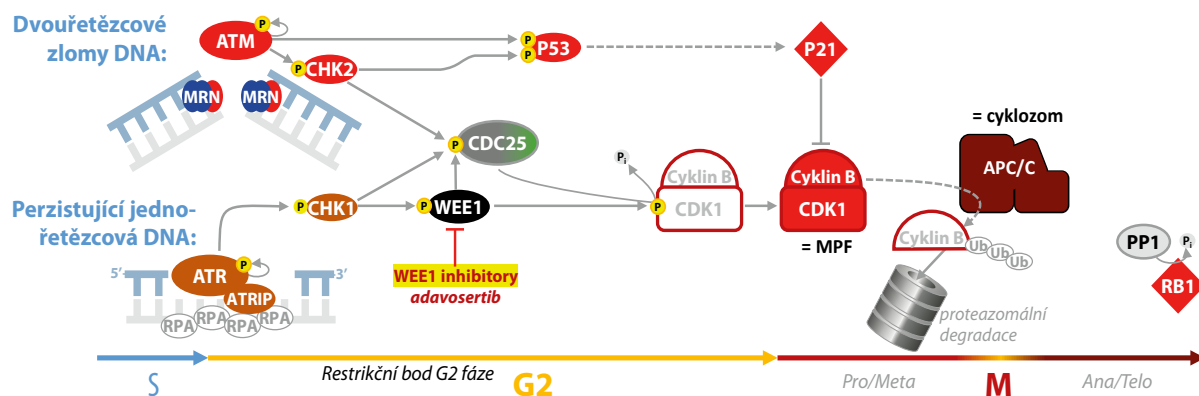 Dvouřetězcové
zlomy DNA:
ATM
P
P
CHK2
P
P
P53
P21
MRN
MRN
P
CDC25
= cyklozom
APC/C
Pi
Cyklin B
CDK1
P
Cyklin B
CDK1
= MPF
Perzistující jedno-
řetězcová DNA:
P
CHK1
P
WEE1
Cyklin B
Ub
Ub
Ub
PP1
Pi
RB1
5′
ATR
P
3′
ATRIP
RPA
RPA
RPA
RPA
WEE1 inhibitory
adavosertib
proteazomální
degradace
Restrikční bod G2 fáze
S
G2
Pro/Meta
M
Ana/Telo